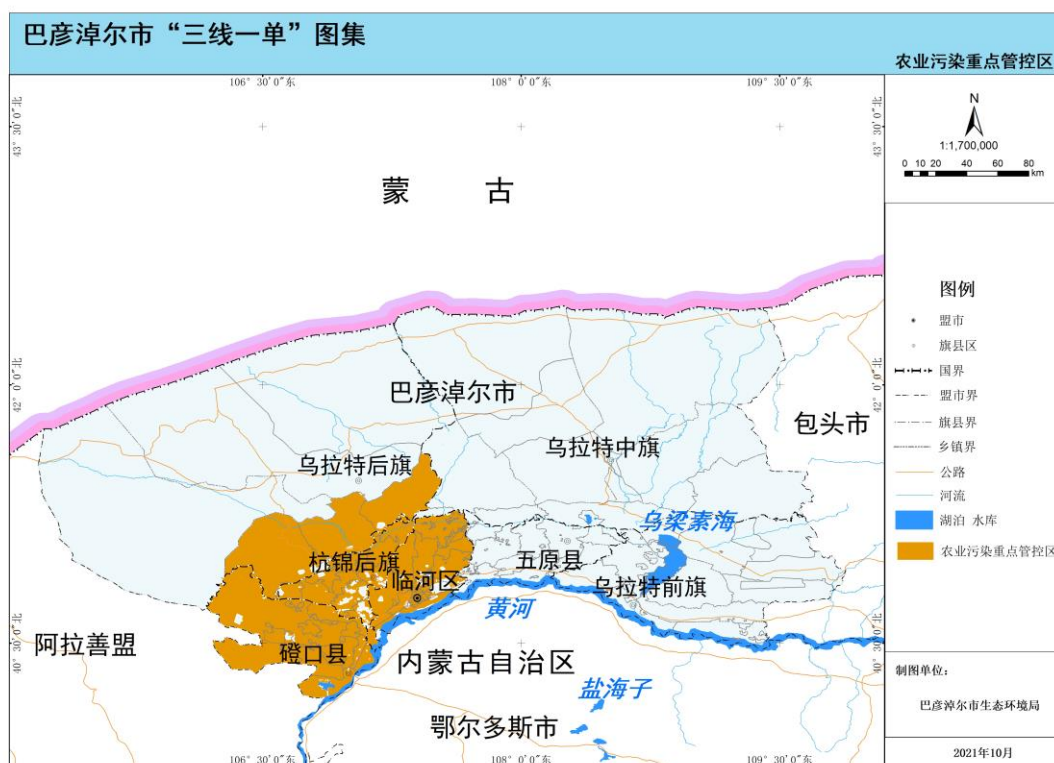 巴彦淖尔市“三线一单”图集
农业污染重点管控区
106° 30′0″东
108° 0′0″东
109° 30′0″东
43° 30′0″北
43° 30′0″北
N
1:1,700,000
0 10 20 40 60 80
km
蒙 古
图例
盟市
旗县区
国界
盟市界
旗县界
乡镇界
公路
河流
湖泊 水库
农业污染重点管控区
42° 0′0″北
42° 0′0″北
巴彦淖尔市
包头市
乌拉特后旗
乌拉特中旗
乌梁素海
杭锦后旗
五原县
临河区
乌拉特前旗
黄河
阿拉善盟
磴口县
内蒙古自治区
盐海子
鄂尔多斯市
40° 30′0″北
40° 30′0″北
制图单位：
巴彦淖尔市生态环境局
106° 30′0″东
108° 0′0″东
109° 30′0″东
2021年10月